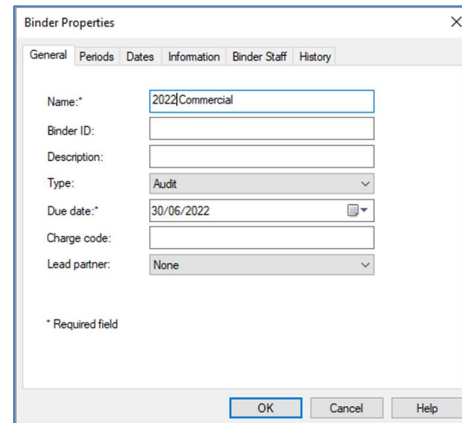 Binder Properties
General Periods Dates Information Binder Staff History
Name:* 2022 Commercial
Binder ID:
Description:
Type: Audit
Due date:* 30/06/2022
Charge code:
Lead partner: None
* Required field
OK Cancel Help